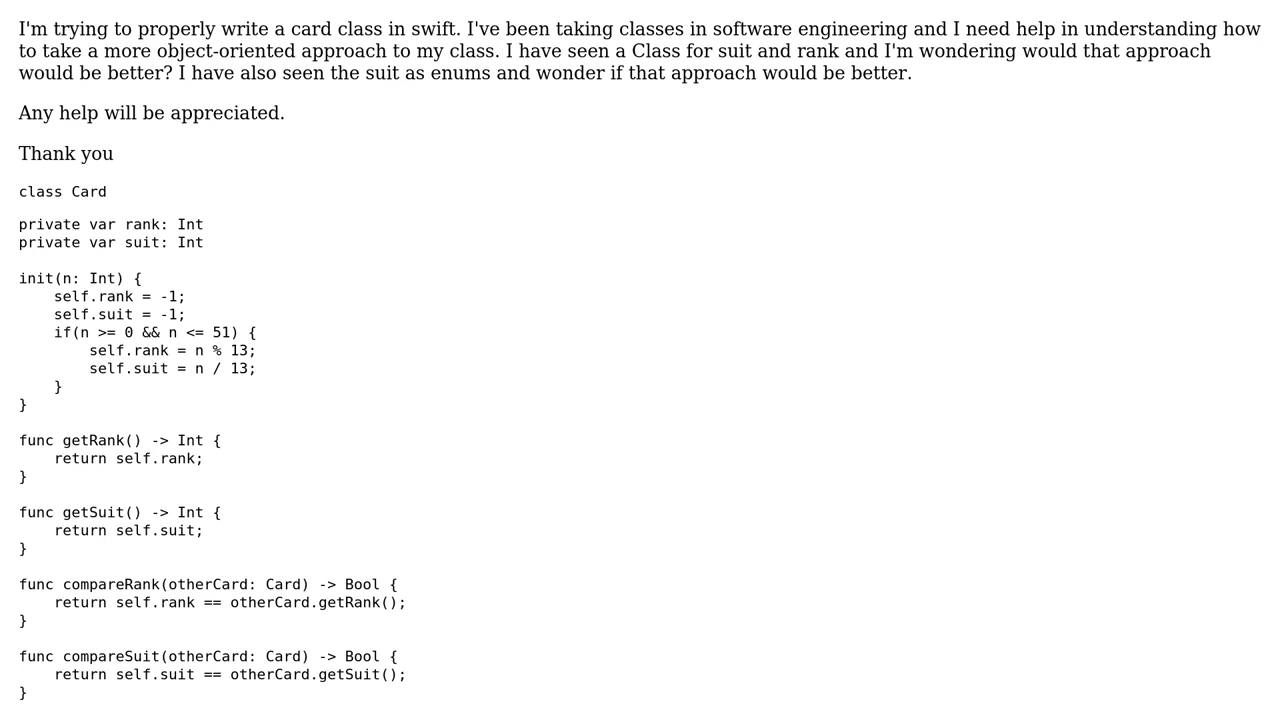 I'm trying to properly write a card class in swift. I've been taking classes in software engineering and I need help in understanding how
to take a more object-oriented approach to my class. I have seen a Class for suit and rank and I'm wondering would that approach
would be better? I have also seen the suit as enums and wonder if that approach would be better.
Any help will be appreciated.
Thank you
class Card
private var rank: Int
private var suit: Int
init(n: Int) {
    self.rank = -1;
    self.suit = -1;
    if(n >= 0 && n <= 51) {
        self.rank = n % 13;
        self.suit = n / 13;
    }
}
func getRank() -> Int {
    return self.rank;
}
func getSuit() -> Int {
    return self.suit;
}
func compareRank(otherCard: Card) -> Bool {
    return self.rank == otherCard.getRank();
}
func compareSuit(otherCard: Card) -> Bool {
    return self.suit == otherCard.getSuit();
}